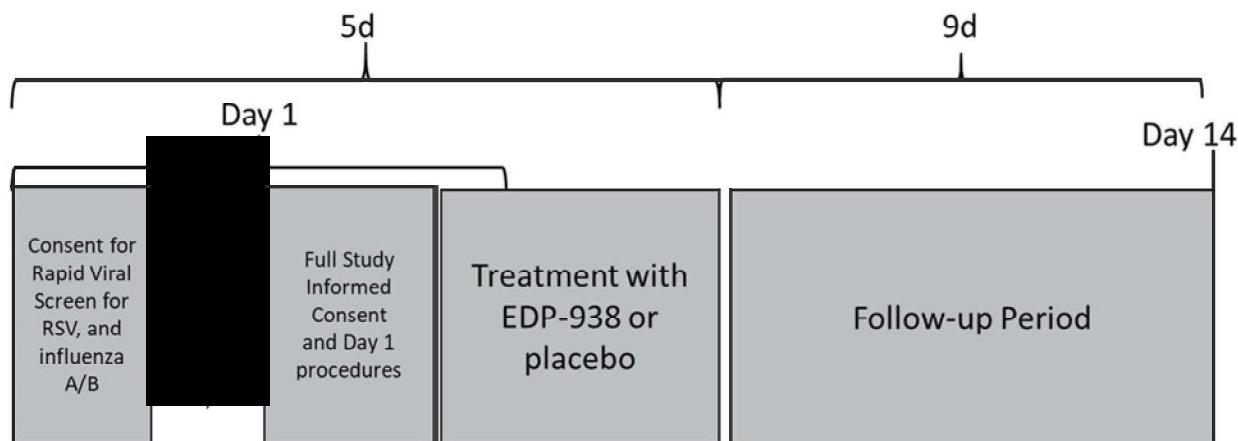 5d
9d
Day 1
Day 14
Consent for
Rapid Viral
Screen for
RSV, and
influenza
A/B
Full Study
Informed
Consent
and Day 1
procedures
Treatment with
EDP-938 or
placebo
Follow-up Period